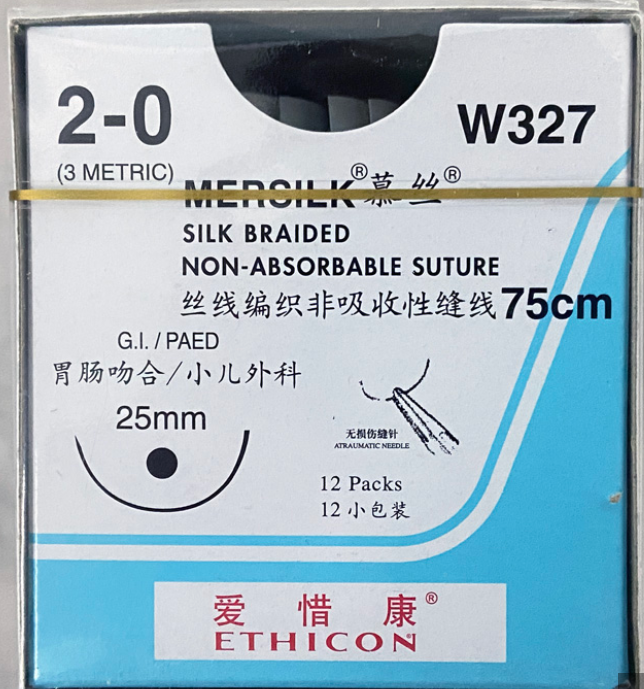 2-0
W327
(3 METRIC)
MERSILK® 慕丝®
SILK BRAIDED
NON-ABSORBABLE SUTURE
丝线编织非吸收性缝线 75cm
G.I. / PAED
胃肠吻合/小儿外科
25mm
无损伤缝针
ATRAUMATIC NEEDLE
12 Packs
12 小包装
爱惜康®
ETHICON